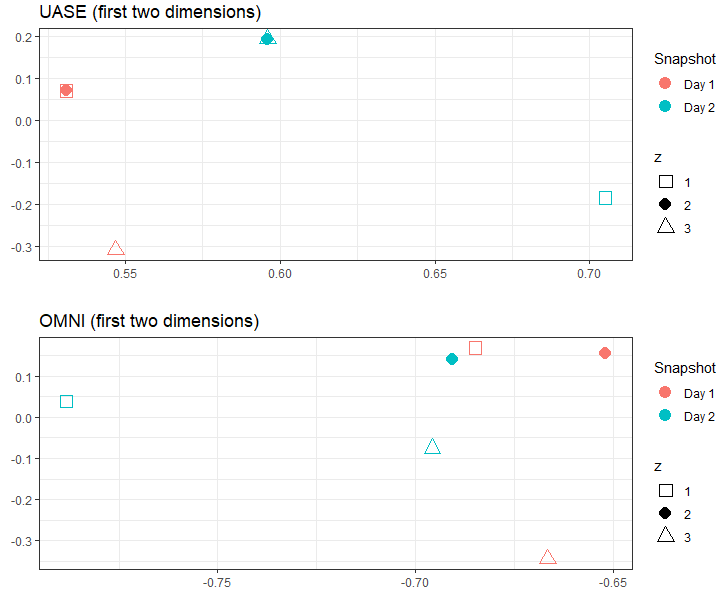 UASE (first two dimensions)
0.2
0.1
0.0
-0.1
-0.2
-0.3
0.55
0.60
0.65
0.70
Snapshot
Day 1
Day 2
z
1
2
3
OMNI (first two dimensions)
0.1
0.0
-0.1
-0.2
-0.3
-0.75
-0.70
-0.65
Snapshot
Day 1
Day 2
z
1
2
3